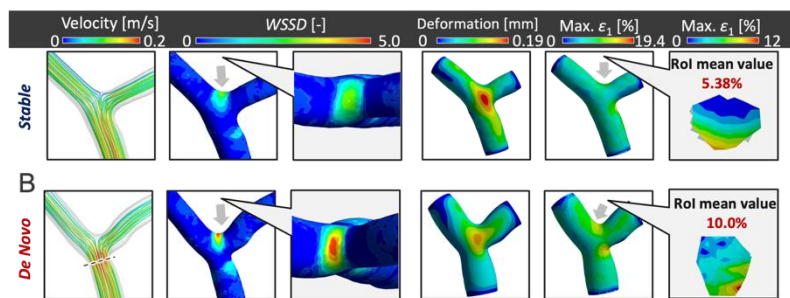 Velocity [m/s] WSSD [-] Deformation [mm] Max. ε1 [%] Max. ε1 [%]
0 0.2 0 5.0 0 0.19 0 19.4 0 12
Stable
RoI mean value
5.38%
B
De Novo
RoI mean value
10.0%